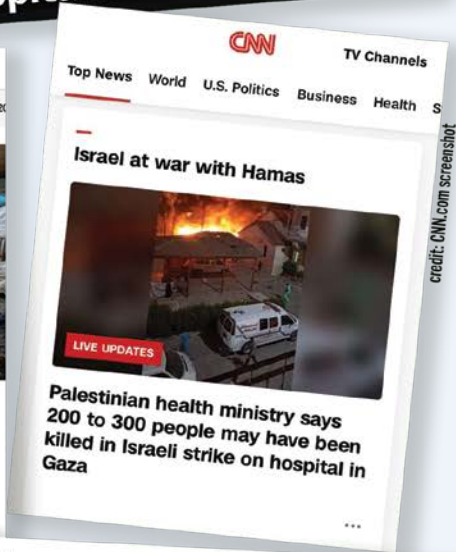 CNN
TV Channels
Top News World U.S. Politics Business Health S
Israel at war with Hamas
LIVE UPDATES
Palestinian health ministry says
200 to 300 people may have been
killed in Israeli strike on hospital in
Gaza
...
credit: CNN.com screenshot